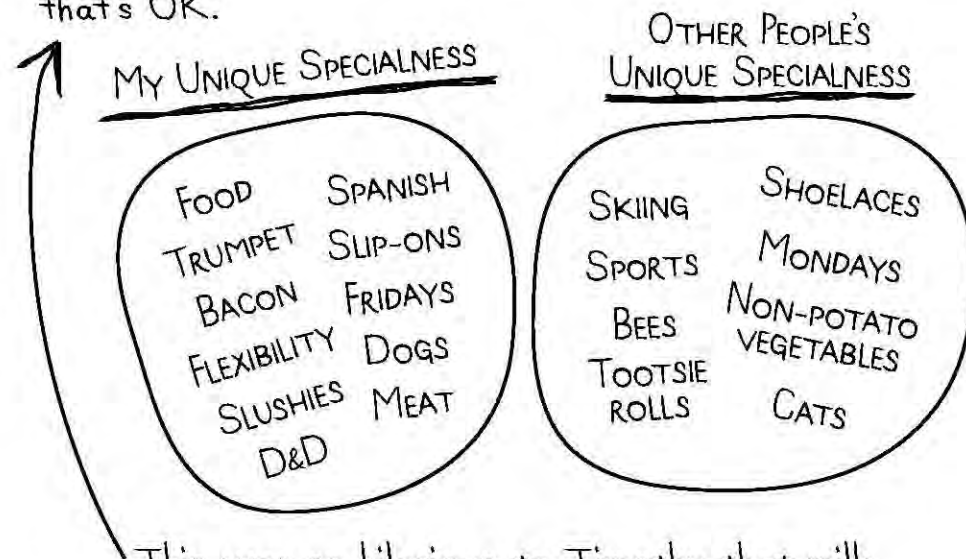 that's OK.
MY UNIQUE SPECIALNESS
FOOD SPANISH
TRUMPET SLIP-ONS
BACON FRIDAYS
FLEXIBILITY DOGS
SLUSHIES MEAT
D&D
OTHER PEOPLE'S
UNIQUE SPECIALNESS
SKIING SHOELACES
SPORTS MONDAYS
BEES NON-POTATO
VEGETABLES
TOOTSIE
ROLLS CATS